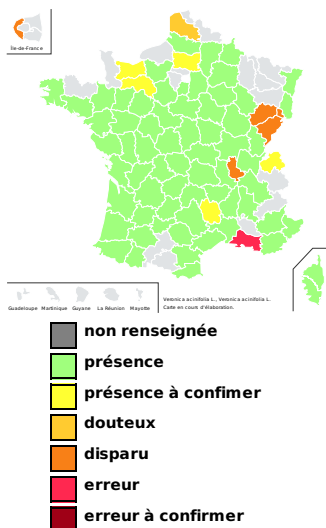 Île-de-France
Guadeloupe Martinique Guyane La Réunion Mayotte
Veronica acinifolia L., Veronica acinifolia L.
Carte en cours d'élaboration.
non renseignée
présence
présence à confimer
douteux
disparu
erreur
erreur à confirmer